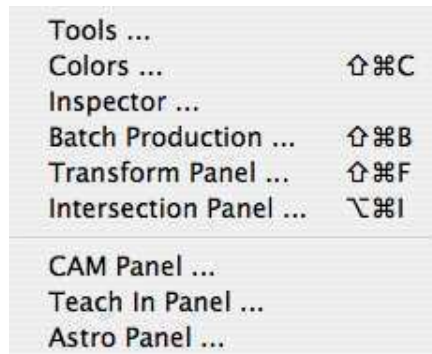 Tools ...
Colors ... ⇧⌘C
Inspector ...
Batch Production ... ⇧⌘B
Transform Panel ... ⇧⌘F
Intersection Panel ... ⌥⌘I
CAM Panel ...
Teach In Panel ...
Astro Panel ...